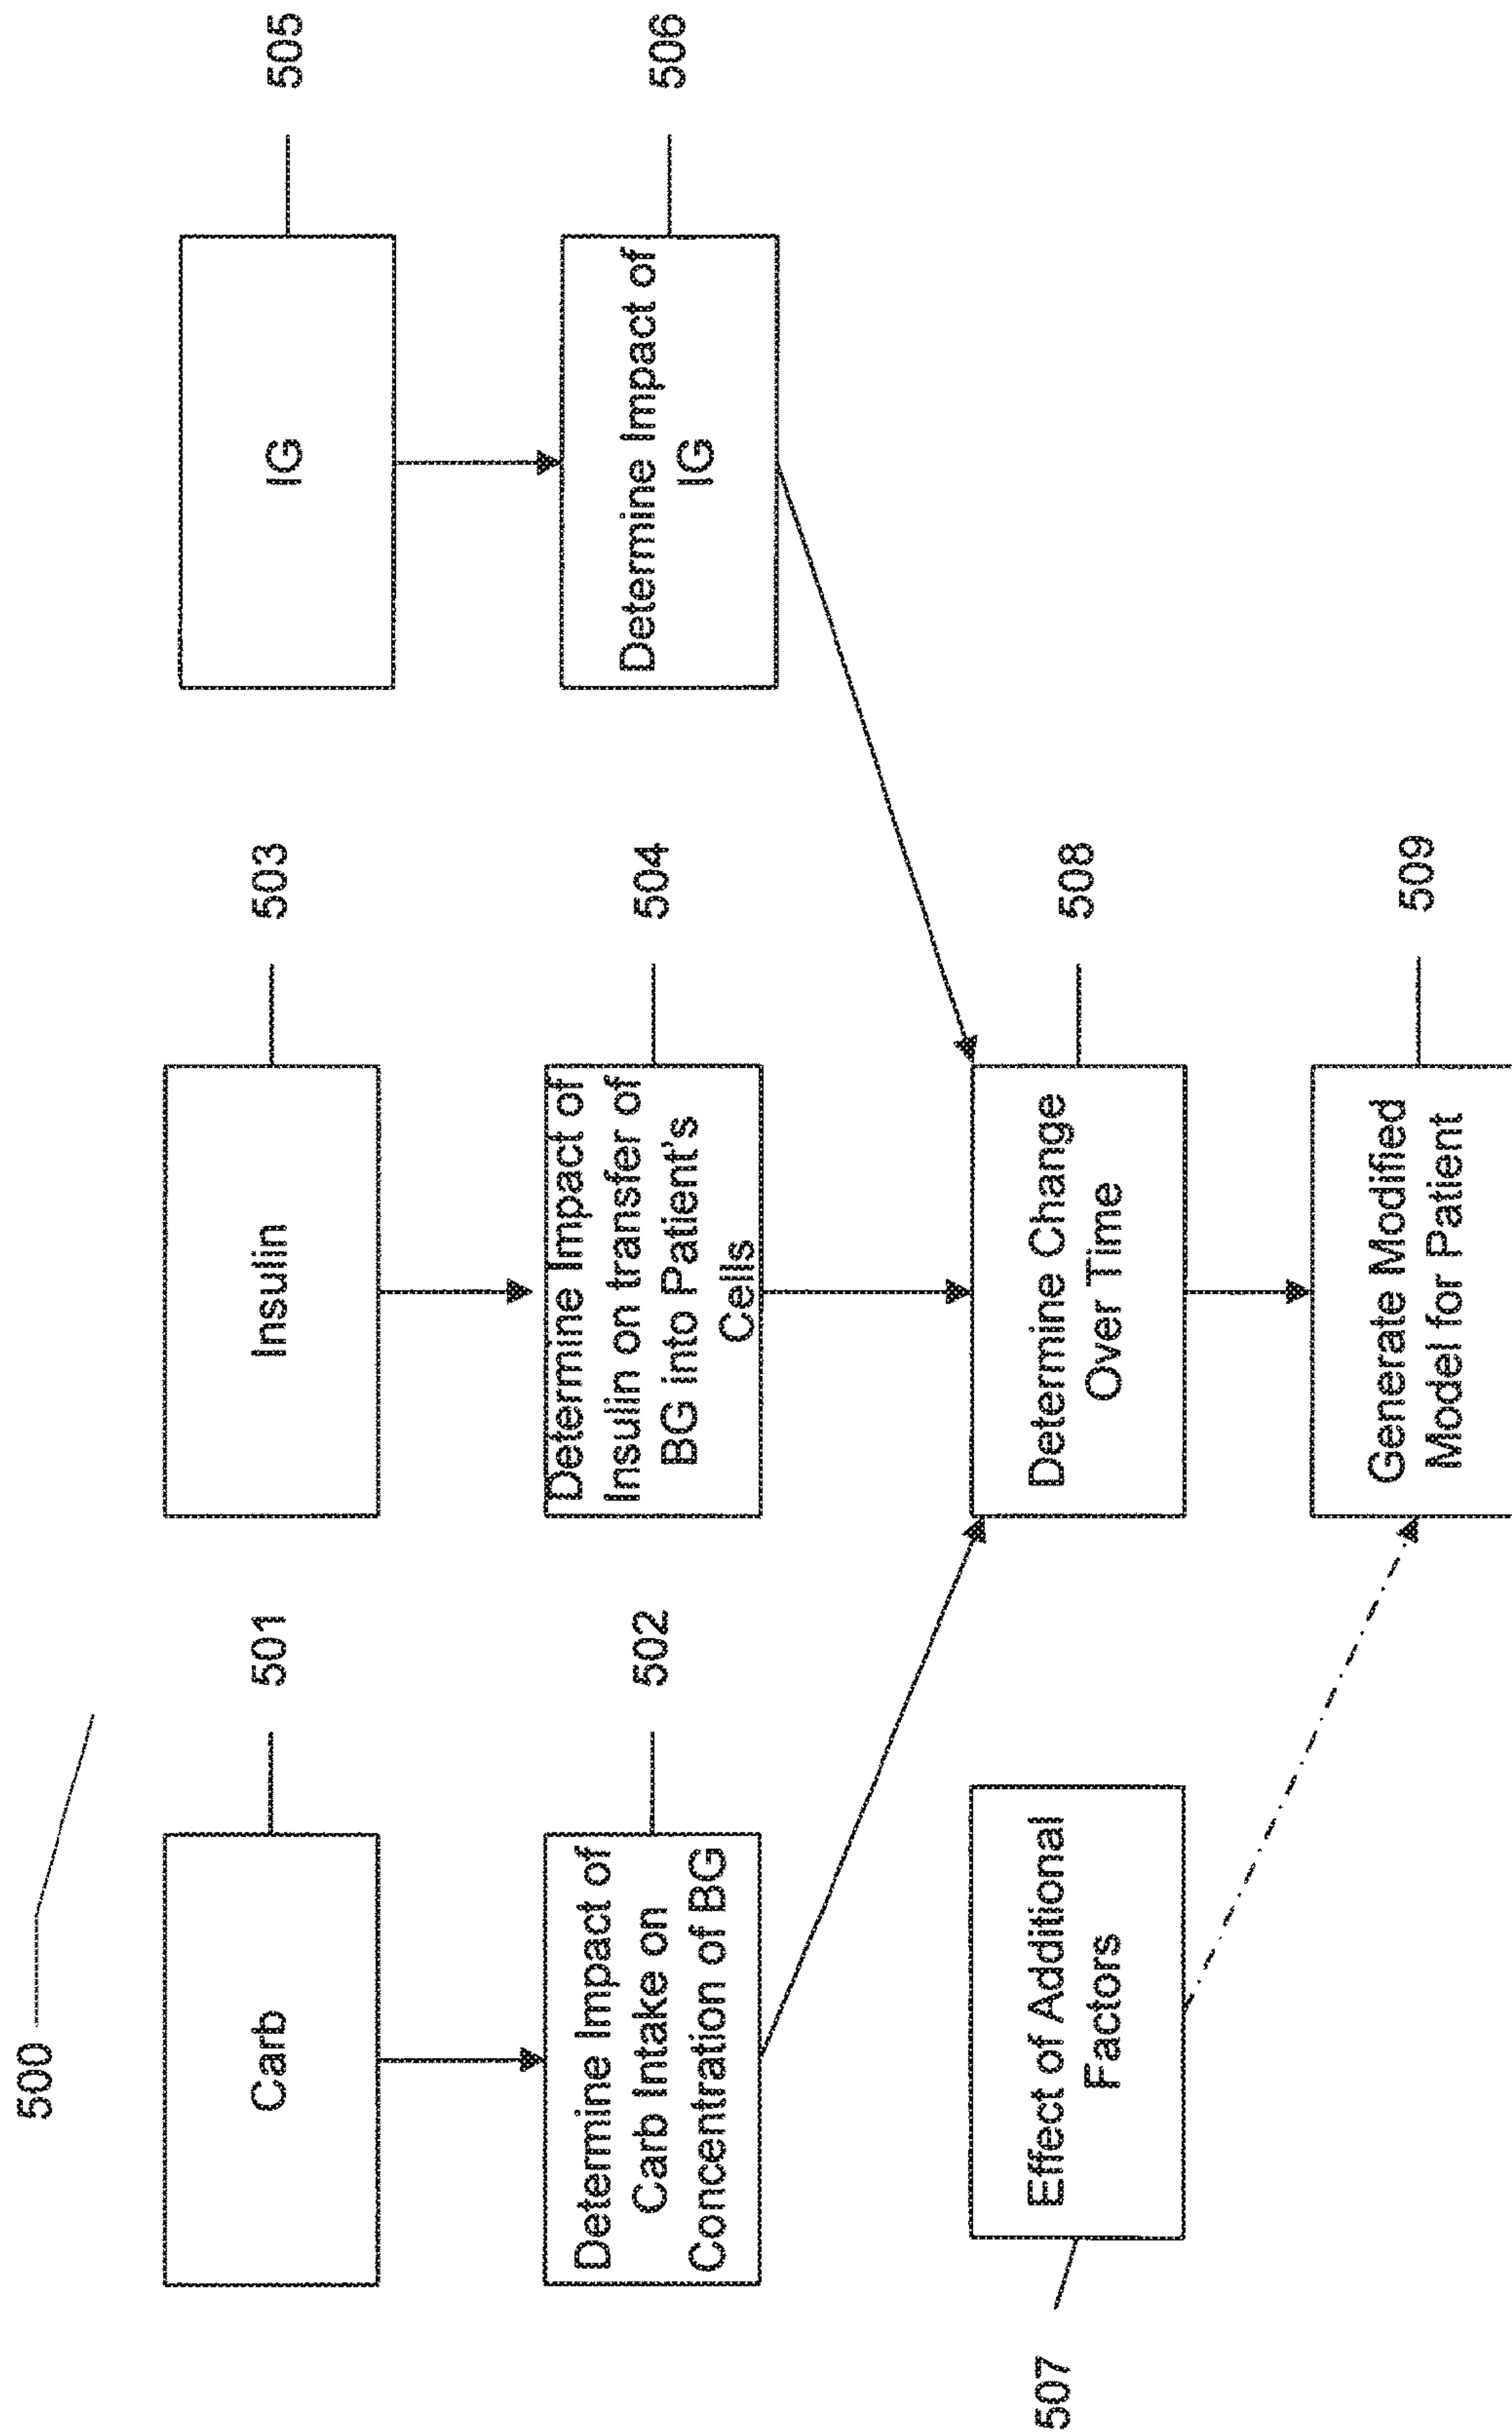 500
Carb
501
Insulin
503
IG
505
Determine Impact of
Carb Intake on
Concentration of BG
502
Determine Impact of
Insulin on transfer of
BG into Patient's
Cells
504
Determine Impact of
IG
506
507
Effect of Additional
Factors
Determine Change
Over Time
508
Generate Modified
Model for Patient
509